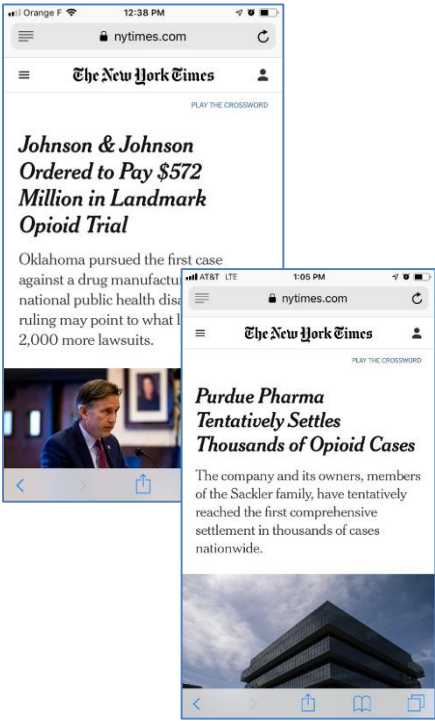 Orange F 12:38 PM
nytimes.com
The New York Times
PLAY THE CROSSWORD
Johnson & Johnson
Ordered to Pay $572
Million in Landmark
Opioid Trial
Oklahoma pursued the first case
against a drug manufactu
national public health disa
ruling may point to what
2,000 more lawsuits.
AT&T LTE 1:05 PM
nytimes.com
The New York Times
PLAY THE CROSSWORD
Purdue Pharma
Tentatively Settles
Thousands of Opioid Cases
The company and its owners, members
of the Sackler family, have tentatively
reached the first comprehensive
settlement in thousands of cases
nationwide.